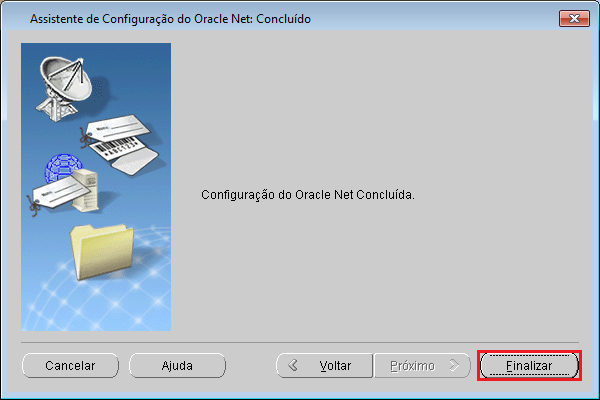 Assistente de Configuração do Oracle Net: Concluído
Configuração do Oracle Net Concluída.
Cancelar
Ajuda
Voltar
Próximo
Finalizar